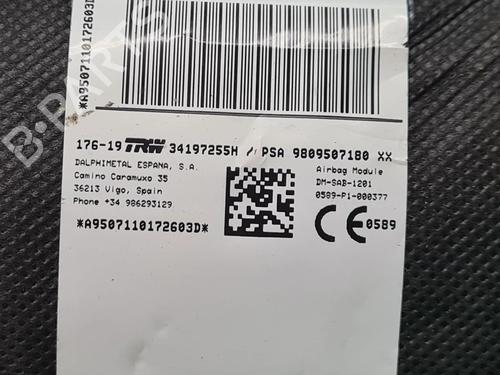 *A9507110172603D
B-PARTS
176-19 TRW 34197255H / PSA 9809507180 XX
DALPHIMETAL ESPANA, S.A.
Camino Caramuxo 35
36213 Vigo, Spain
Phone +34 986293129
Airbag Module
DM-SAB-1201
0589-P1-000377
*A9507110172603D*
CE 0589